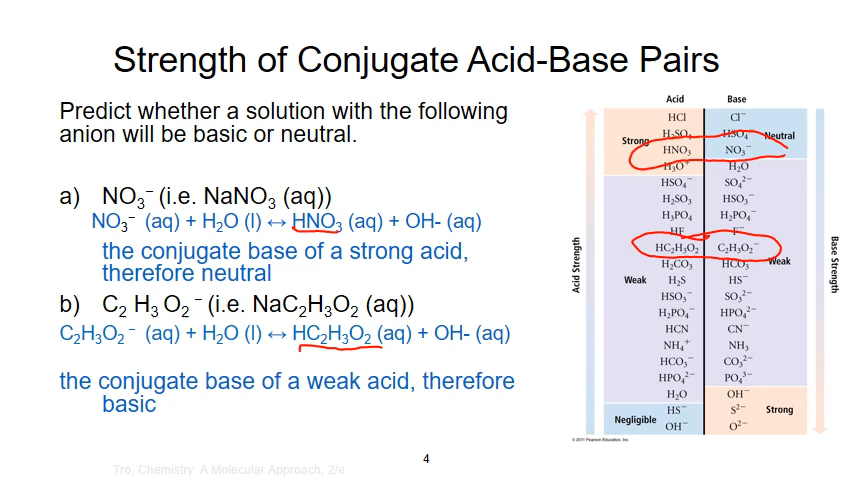 Strength of Conjugate Acid-Base Pairs
Predict whether a solution with the following
anion will be basic or neutral.
a) NO₃⁻ (i.e. NaNO₃ (aq))
NO₃⁻ (aq) + H₂O (l) ↔ HNO₃ (aq) + OH- (aq)
the conjugate base of a strong acid,
therefore neutral
b) C₂ H₃ O₂⁻ (i.e. NaC₂H₃O₂ (aq))
C₂H₃O₂⁻ (aq) + H₂O (l) ↔ HC₂H₃O₂ (aq) + OH- (aq)
the conjugate base of a weak acid, therefore
basic
Acid Base
HCl Cl⁻
H₂SO₄ HSO₄⁻
Strong Neutral
HNO₃ NO₃⁻
H₃O⁺ H₂O
HSO₄⁻ SO₄²⁻
H₂SO₃ HSO₃⁻
H₃PO₄ H₂PO₄⁻
HF F⁻
HC₂H₃O₂ C₂H₃O₂⁻
H₂CO₃ HCO₃⁻
Weak
Weak H₂S HS⁻
HSO₃⁻ SO₃²⁻
H₂PO₄⁻ HPO₄²⁻
HCN CN⁻
NH₄⁺ NH₃
HCO₃⁻ CO₃²⁻
HPO₄²⁻ PO₄³⁻
H₂O OH⁻
HS⁻ S²⁻ Strong
Negligible
OH⁻ O²⁻
Acid Strength
Base Strength
© 2011 Pearson Education, Inc.
4
Tro, Chemistry: A Molecular Approach, 2/e